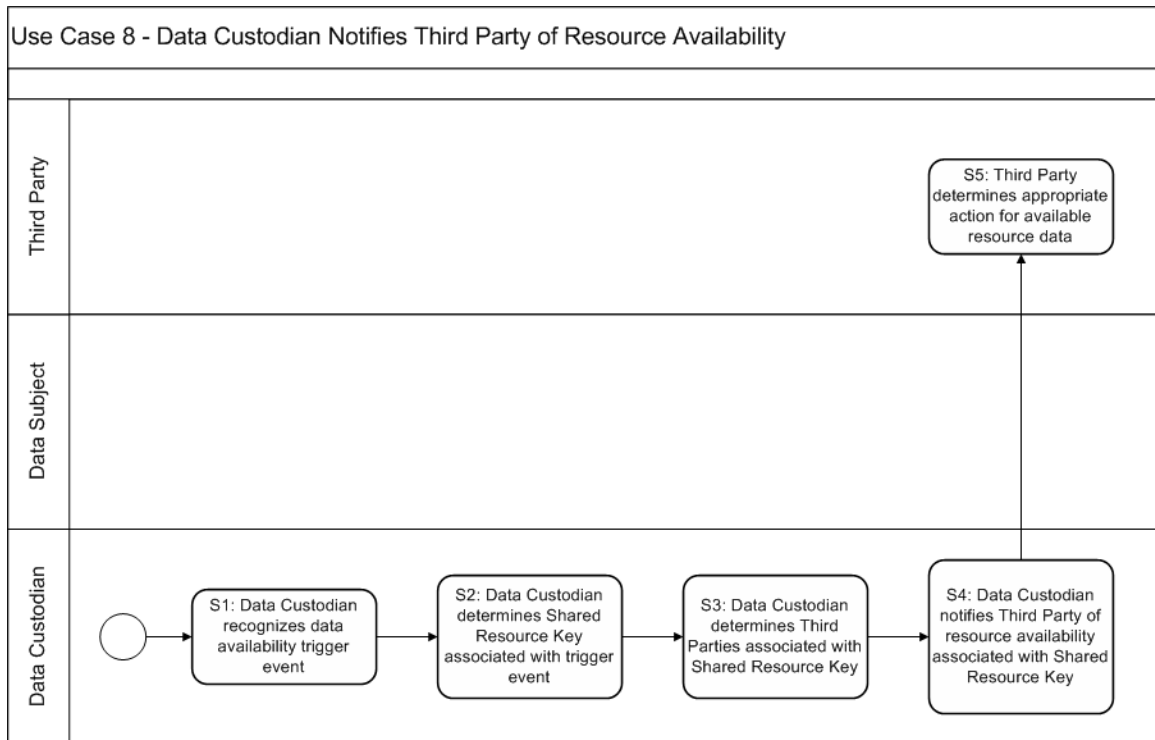 Use Case 8 - Data Custodian Notifies Third Party of Resource Availability
Third Party
S5: Third Party
determines appropriate
action for available
resource data
Data Subject
Data Custodian
S1: Data Custodian
recognizes data
availability trigger
event
S2: Data Custodian
determines Shared
Resource Key
associated with trigger
event
S3: Data Custodian
determines Third
Parties associated with
Shared Resource Key
S4: Data Custodian
notifies Third Party of
resource availability
associated with Shared
Resource Key